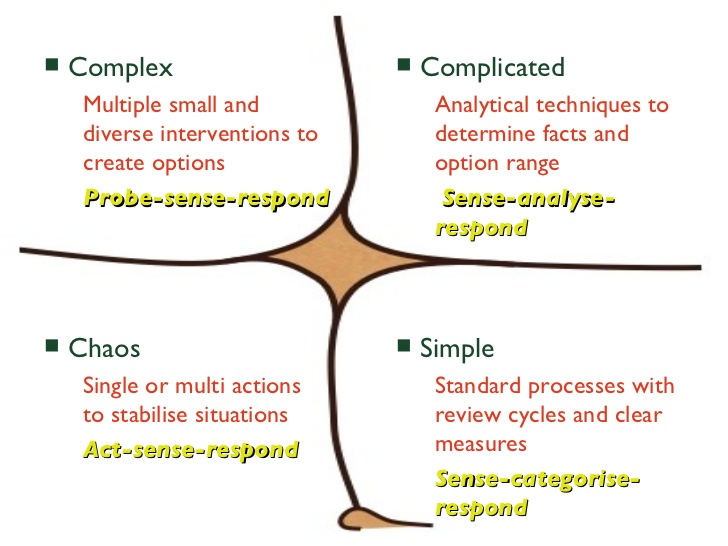 Complex
Multiple small and
diverse interventions to
create options
Probe-sense-respond
Complicated
Analytical techniques to
determine facts and
option range
Sense-analyse-
respond
Chaos
Single or multi actions
to stabilise situations
Act-sense-respond
Simple
Standard processes with
review cycles and clear
measures
Sense-categorise-
respond